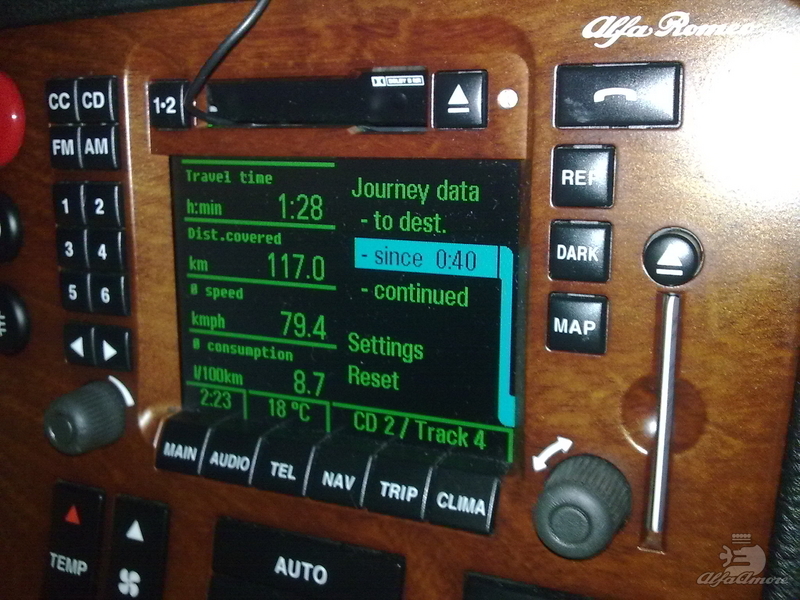 Alfa Romeo
CC CD
1•2
FM AM
1 2
3 4
5 6
Travel time
h:min 1:28
Dist.covered
km 117.0
Ø speed
kmph 79.4
Ø consumption
l/100km 8.7
2:23 18 °C CD 2 / Track 4
Journey data
- to dest.
- since 0:40
- continued
Settings
Reset
DARK
MAP
MAIN AUDIO TEL NAV TRIP CLIMA
TEMP
AUTO
AlfaAmore